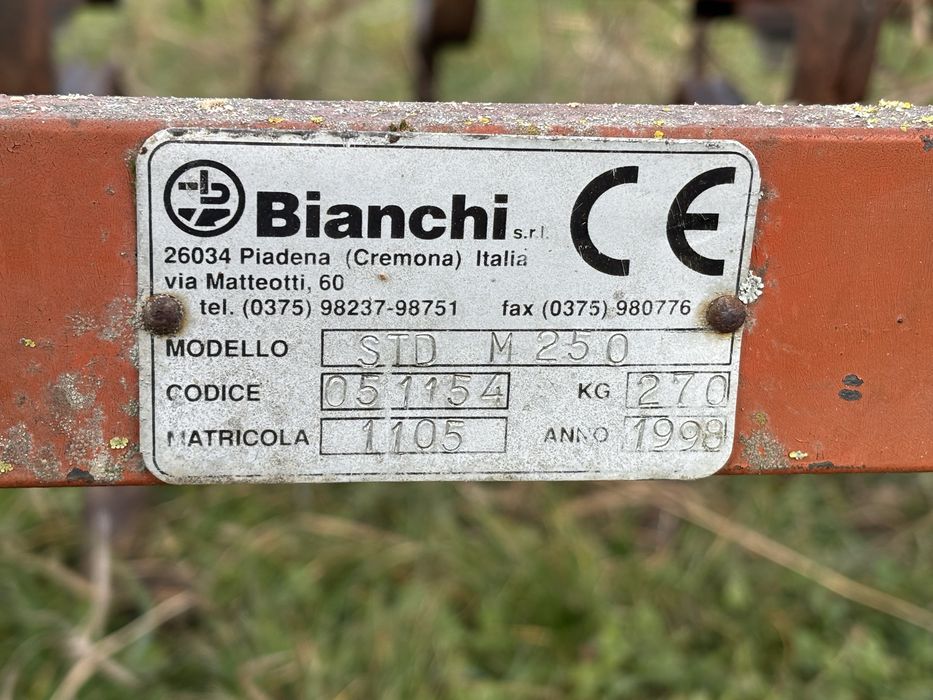 Bianchi s.r.l. CE
26034 Piadena (Cremona) Italia
via Matteotti, 60
tel. (0375) 98237-98751 fax (0375) 980776
MODELLO STD M 250
CODICE 051154 KG 270
MATRICOLA 1105 ANNO 1998